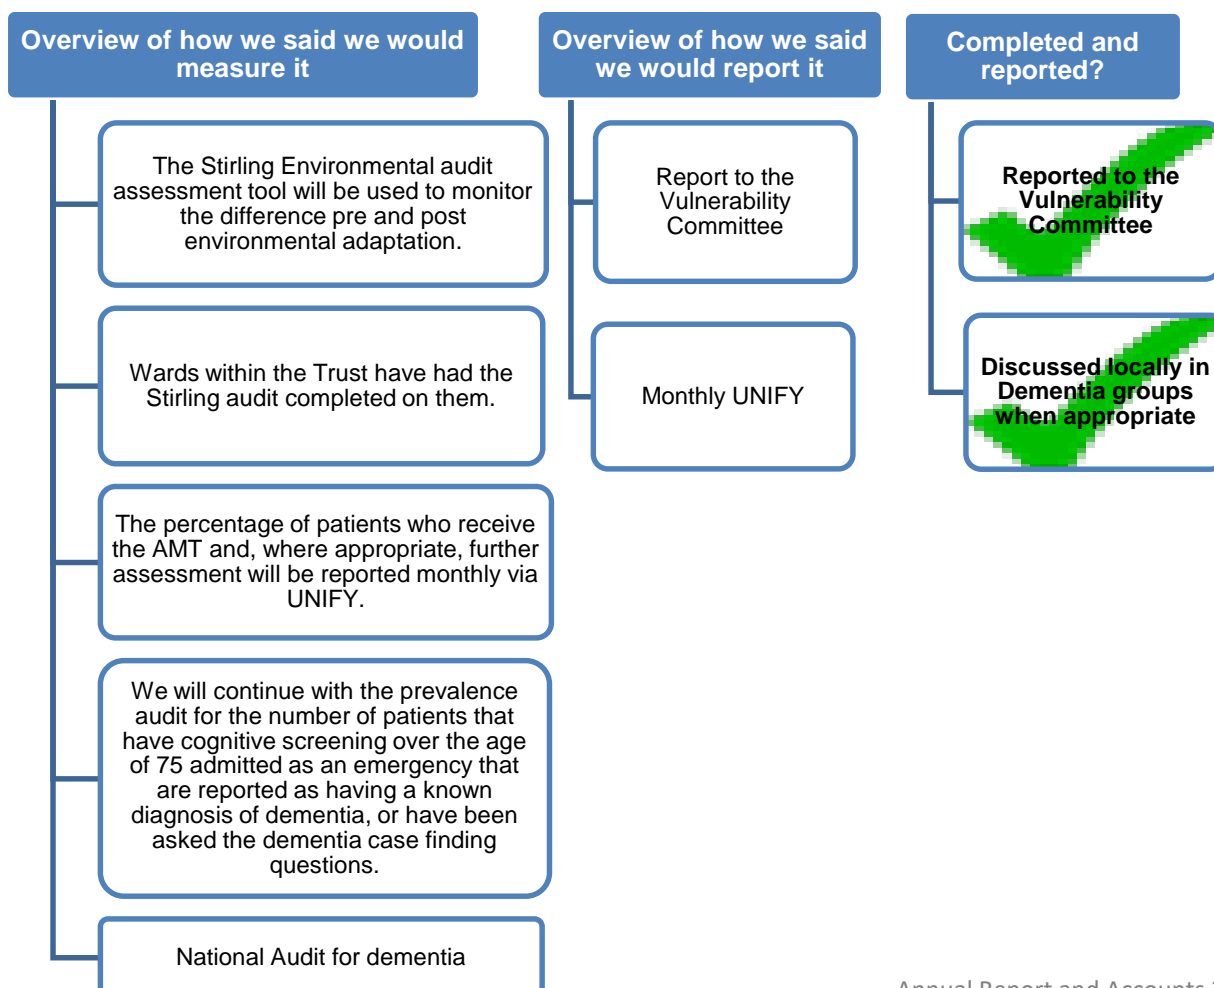 Overview of how we said we would
measure it
The Stirling Environmental audit
assessment tool will be used to monitor
the difference pre and post
environmental adaptation.
Wards within the Trust have had the
Stirling audit completed on them.
The percentage of patients who receive
the AMT and, where appropriate, further
assessment will be reported monthly via
UNIFY.
We will continue with the prevalence
audit for the number of patients that
have cognitive screening over the age
of 75 admitted as an emergency that
are reported as having a known
diagnosis of dementia, or have been
asked the dementia case finding
questions.
National Audit for dementia
Overview of how we said
we would report it
Report to the
Vulnerability
Committee
Monthly UNIFY
Completed and
reported?
Reported to the
Vulnerability
Committee
Discussed locally in
Dementia groups
when appropriate
Annual Report and Accounts